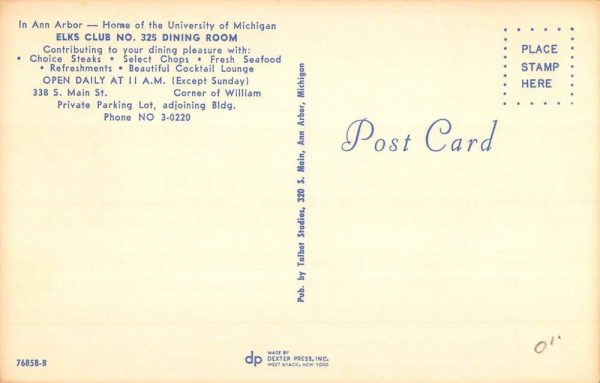 In Ann Arbor — Home of the University of Michigan
ELKS CLUB NO. 325 DINING ROOM
Contributing to your dining pleasure with:
• Choice Steaks • Select Chops • Fresh Seafood
• Refreshments • Beautiful Cocktail Lounge
OPEN DAILY AT 11 A.M. (Except Sunday)
338 S. Main St. Corner of William
Private Parking Lot, adjoining Bldg.
Phone NO 3-0220
PLACE
STAMP
HERE
Post Card
Pub. by Talbot Studios, 320 S. Main, Ann Arbor, Michigan
76858-B
dp MADE BY
DEXTER PRESS, INC.
WEST NYACK, NEW YORK